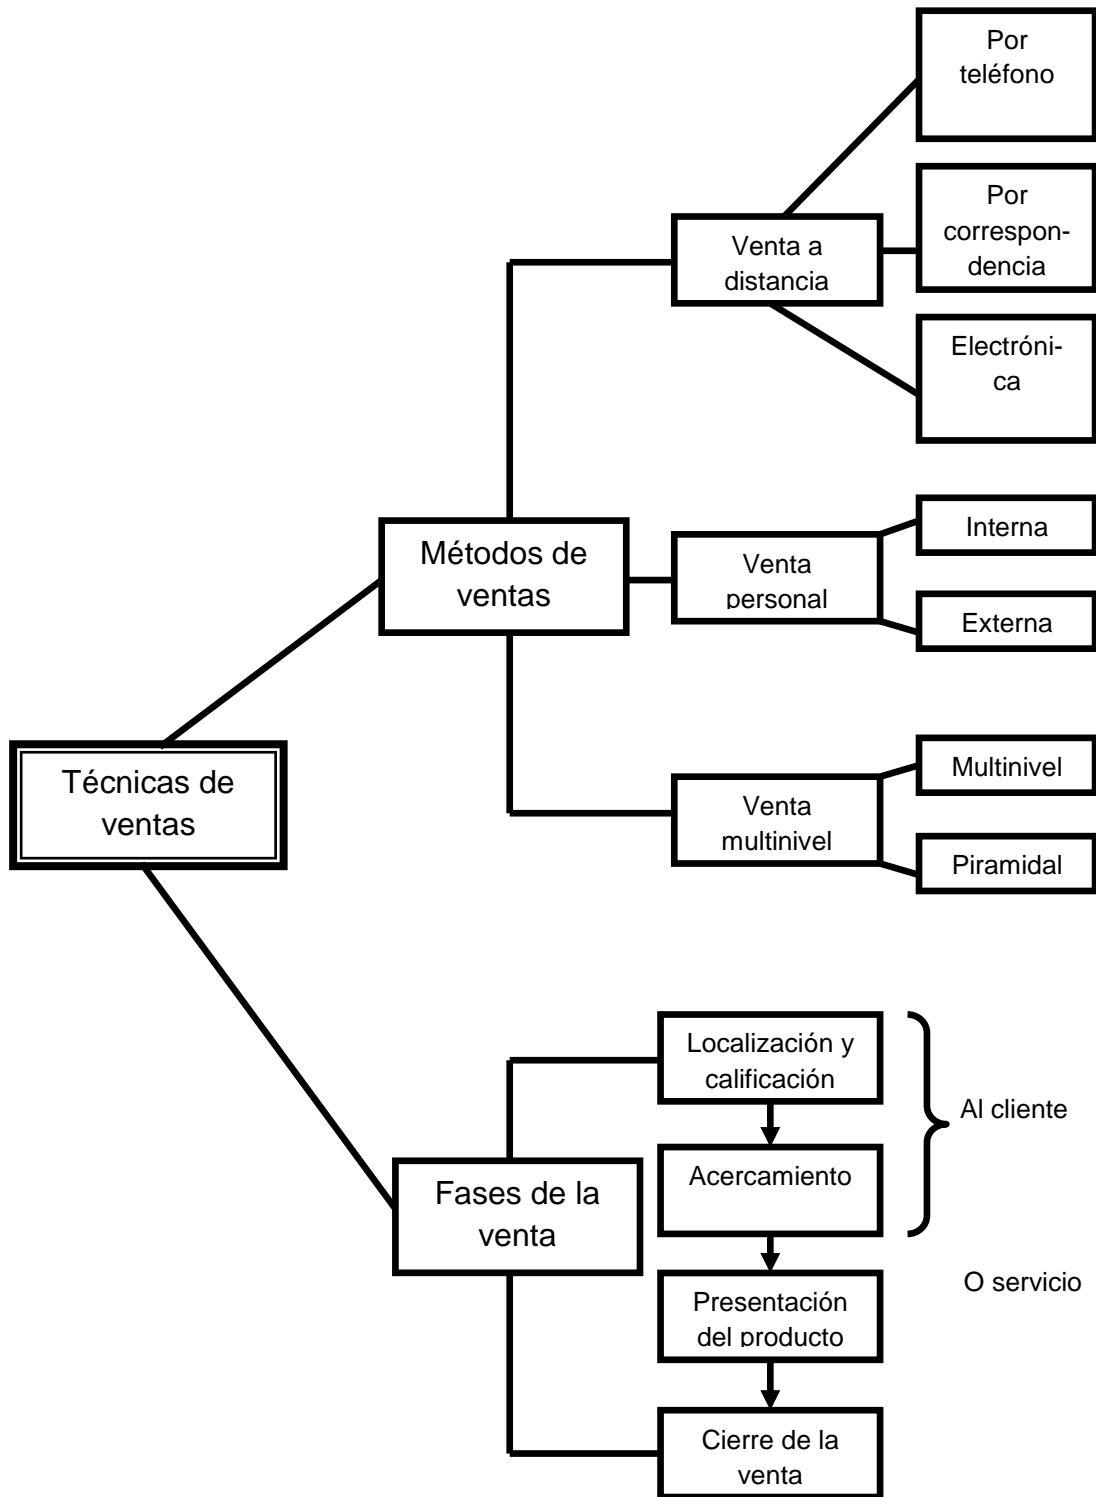 Por
teléfono
Por
correspon-
dencia
Venta a
distancia
Electróni-
ca
Métodos de
ventas
Interna
Venta
personal
Externa
Técnicas de
ventas
Multinivel
Venta
multinivel
Piramidal
Localización y
calificación
Al cliente
Acercamiento
Fases de la
venta
O servicio
Presentación
del producto
Cierre de la
venta